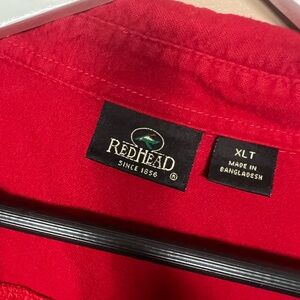 REDHEAD
SINCE 1856
®
XLT
MADE IN
BANGLADESH